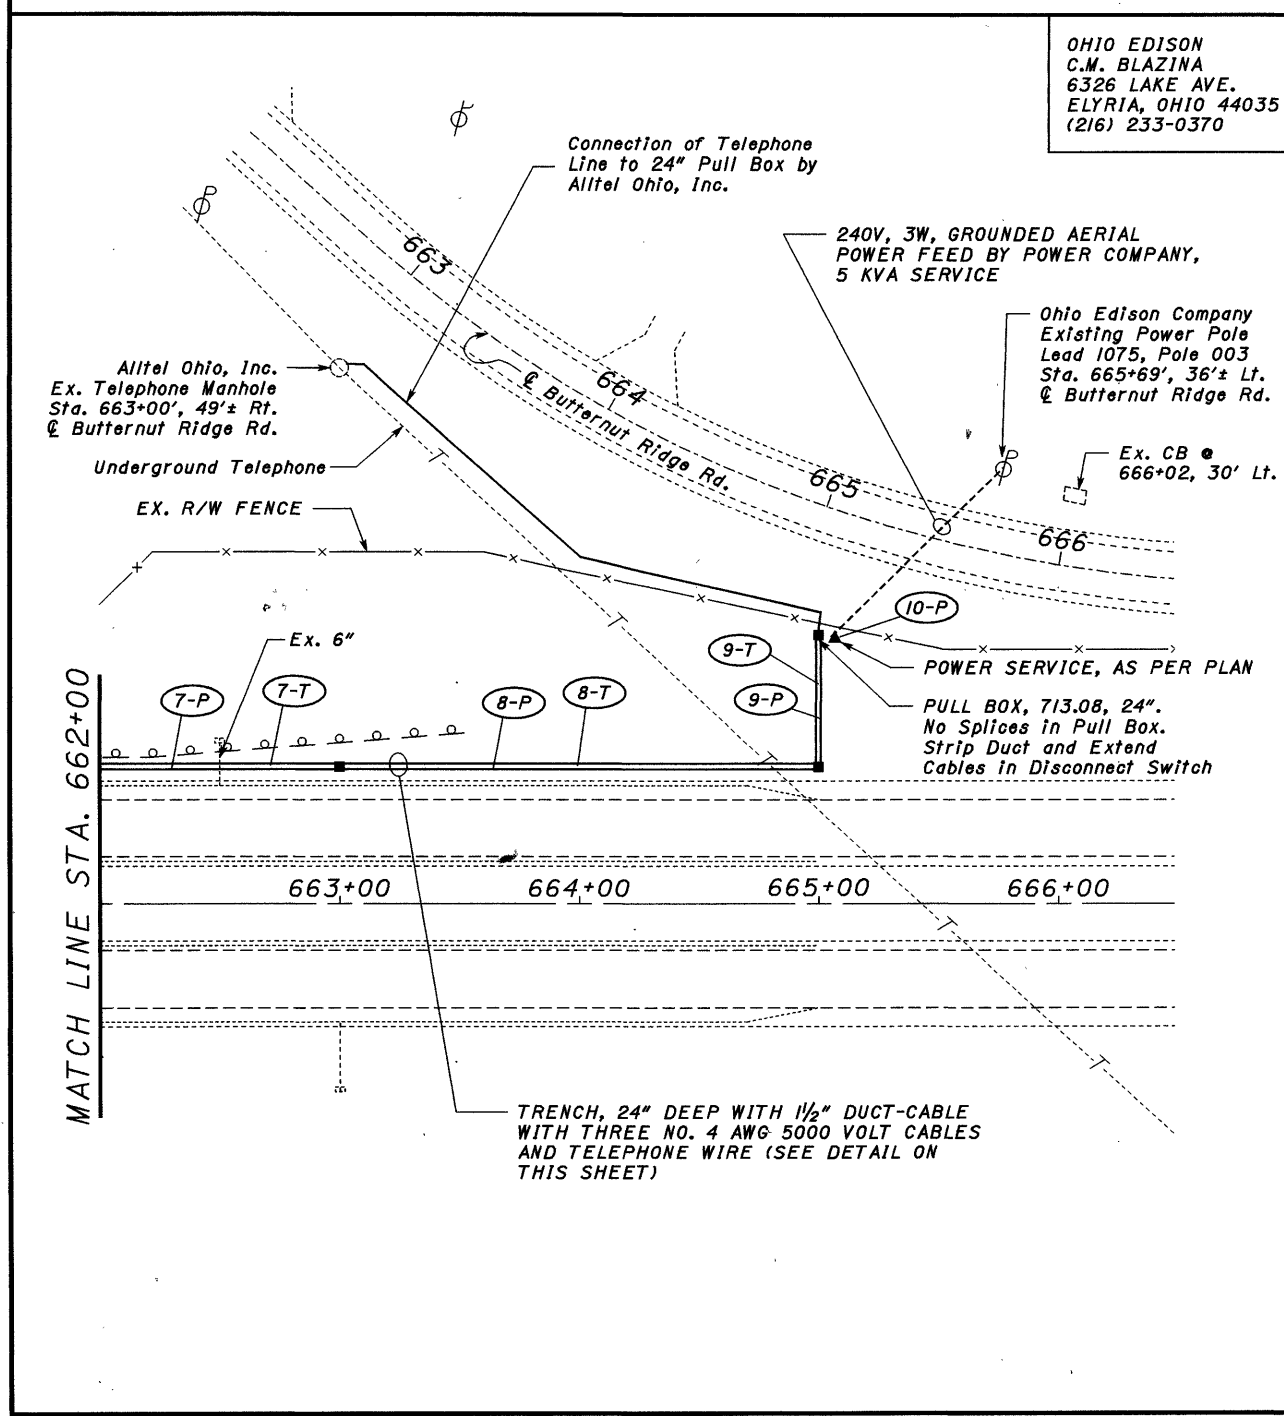 OHIO EDISON
C.M. BLAZINA
6326 LAKE AVE.
ELYRIA, OHIO 44035
(216) 233-0370
Connection of Telephone
Line to 24" Pull Box by
Alltel Ohio, Inc.
240V, 3W, GROUNDED AERIAL
POWER FEED BY POWER COMPANY,
5 KVA SERVICE
663
Ohio Edison Company
Existing Power Pole
Lead 1075, Pole 003
Sta. 665+69', 36'± Lt.
℄ Butternut Ridge Rd.
Alltel Ohio, Inc.
Ex. Telephone Manhole
Sta. 663+00', 49'± Rt.
℄ Butternut Ridge Rd.
664
℄ Butternut Ridge Rd.
Underground Telephone
665
Ex. CB @
666+02, 30' Lt.
EX. R/W FENCE
666
10-P
Ex. 6"
9-T
POWER SERVICE, AS PER PLAN
7-P
7-T
8-P
8-T
9-P
PULL BOX, 713.08, 24".
No Splices in Pull Box.
Strip Duct and Extend
Cables in Disconnect Switch
MATCH LINE STA. 662+00
663+00
664+00
665+00
666+00
TRENCH, 24" DEEP WITH 1½" DUCT-CABLE
WITH THREE NO. 4 AWG 5000 VOLT CABLES
AND TELEPHONE WIRE (SEE DETAIL ON
THIS SHEET)